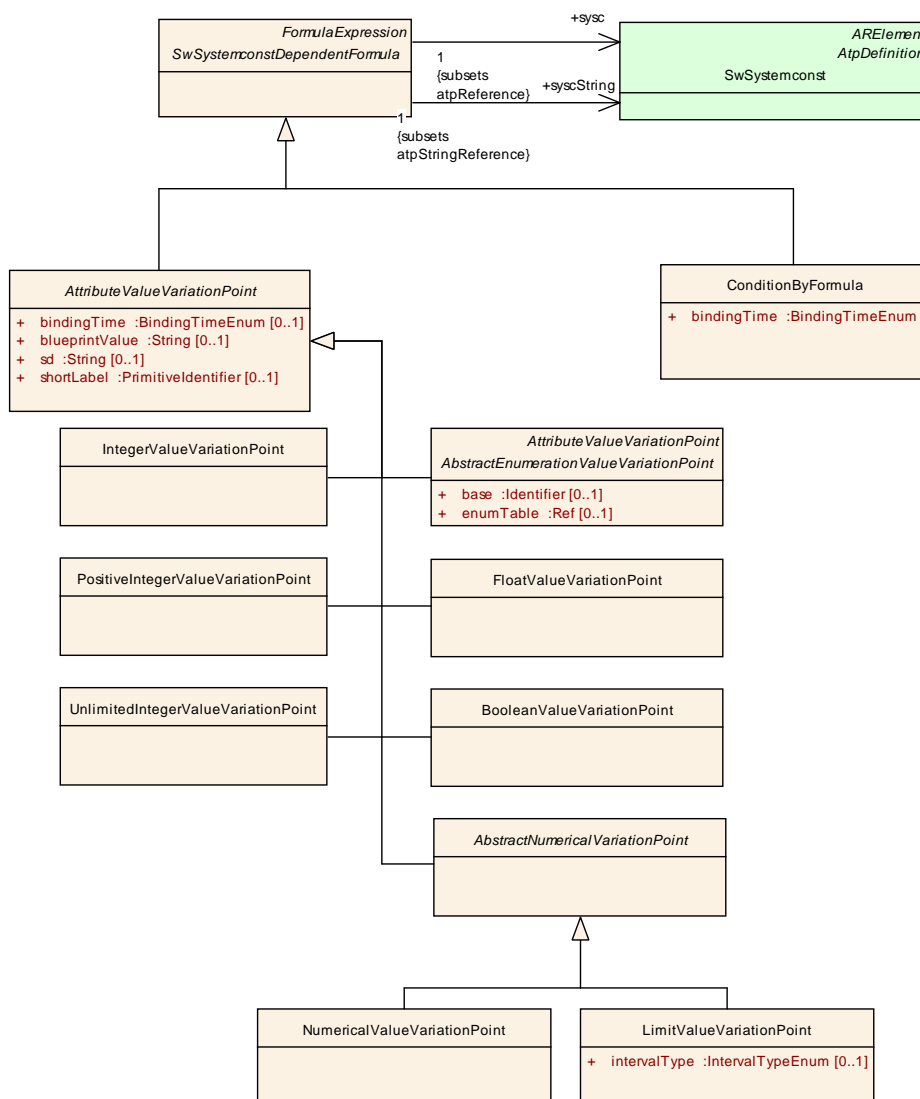 FormulaExpression
SwSystemconstDependentFormula
+sysc
1
{subsets
atpReference}
+syscString
1
{subsets
atpStringReference}
ARElemen
AtpDefinition
SwSystemconst
AttributeValueVariationPoint
+ bindingTime :BindingTimeEnum [0..1]
+ blueprintValue :String [0..1]
+ sd :String [0..1]
+ shortLabel :PrimitiveIdentifier [0..1]
ConditionByFormula
+ bindingTime :BindingTimeEnum
IntegerValueVariationPoint
AttributeValueVariationPoint
AbstractEnumerationValueVariationPoint
+ base :Identifier [0..1]
+ enumTable :Ref [0..1]
PositiveIntegerValueVariationPoint
FloatValueVariationPoint
UnlimitedIntegerValueVariationPoint
BooleanValueVariationPoint
AbstractNumericalVariationPoint
NumericalValueVariationPoint
LimitValueVariationPoint
+ intervalType :IntervalTypeEnum [0..1]